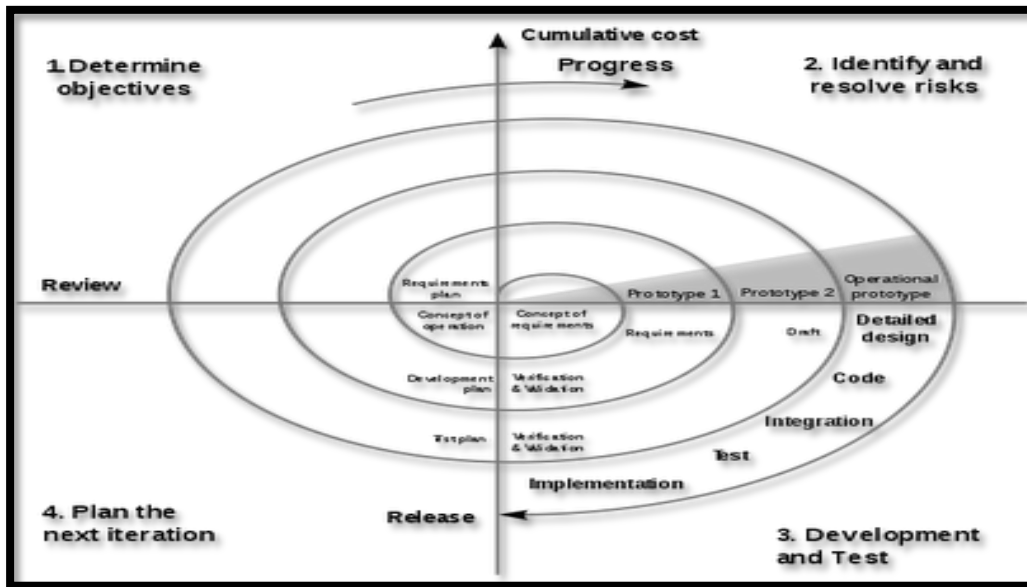 Cumulative cost
Progress
1.Determine
objectives
2. Identify and
resolve risks
Review
Requirements
plan
Concept of
operation
Concept of
requirements
Prototype 1
Prototype 2
Operational
prototype
Requirements
Draft
Detailed
design
Development
plan
Verification
& Validation
Code
Integration
Test plan
Verification
& Validation
Test
Implementation
Release
4. Plan the
next iteration
3. Development
and Test